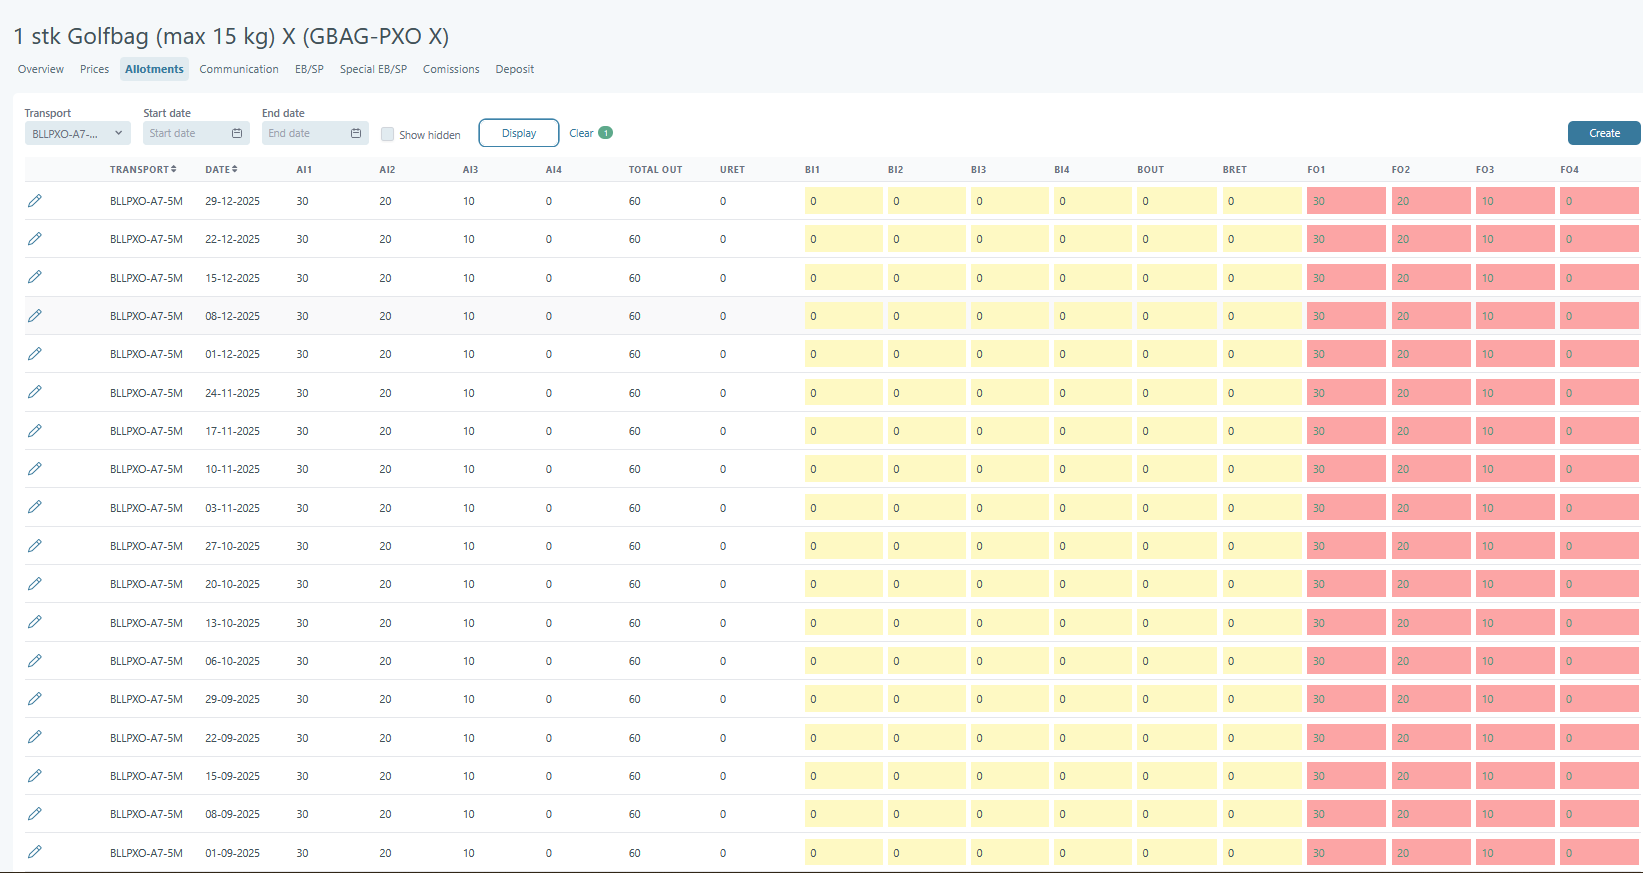 1 stk Golfbag (max 15 kg) X (GBAG-PXO X)
Overview Prices Allotments Communication EB/SP Special EB/SP Comissions Deposit
Transport Start date End date
BLLPXO-A7-... Start date End date Show hidden Display Clear 1 Create
TRANSPORT DATE AI1 AI2 AI3 AI4 TOTAL OUT URET BI1 BI2 BI3 BI4 BOUT BRET FO1 FO2 FO3 FO4
BLLPXO-A7-5M 29-12-2025 30 20 10 0 60 0 0 0 0 0 0 0 30 20 10 0
BLLPXO-A7-5M 22-12-2025 30 20 10 0 60 0 0 0 0 0 0 0 30 20 10 0
BLLPXO-A7-5M 15-12-2025 30 20 10 0 60 0 0 0 0 0 0 0 30 20 10 0
BLLPXO-A7-5M 08-12-2025 30 20 10 0 60 0 0 0 0 0 0 0 30 20 10 0
BLLPXO-A7-5M 01-12-2025 30 20 10 0 60 0 0 0 0 0 0 0 30 20 10 0
BLLPXO-A7-5M 24-11-2025 30 20 10 0 60 0 0 0 0 0 0 0 30 20 10 0
BLLPXO-A7-5M 17-11-2025 30 20 10 0 60 0 0 0 0 0 0 0 30 20 10 0
BLLPXO-A7-5M 10-11-2025 30 20 10 0 60 0 0 0 0 0 0 0 30 20 10 0
BLLPXO-A7-5M 03-11-2025 30 20 10 0 60 0 0 0 0 0 0 0 30 20 10 0
BLLPXO-A7-5M 27-10-2025 30 20 10 0 60 0 0 0 0 0 0 0 30 20 10 0
BLLPXO-A7-5M 20-10-2025 30 20 10 0 60 0 0 0 0 0 0 0 30 20 10 0
BLLPXO-A7-5M 13-10-2025 30 20 10 0 60 0 0 0 0 0 0 0 30 20 10 0
BLLPXO-A7-5M 06-10-2025 30 20 10 0 60 0 0 0 0 0 0 0 30 20 10 0
BLLPXO-A7-5M 29-09-2025 30 20 10 0 60 0 0 0 0 0 0 0 30 20 10 0
BLLPXO-A7-5M 22-09-2025 30 20 10 0 60 0 0 0 0 0 0 0 30 20 10 0
BLLPXO-A7-5M 15-09-2025 30 20 10 0 60 0 0 0 0 0 0 0 30 20 10 0
BLLPXO-A7-5M 08-09-2025 30 20 10 0 60 0 0 0 0 0 0 0 30 20 10 0
BLLPXO-A7-5M 01-09-2025 30 20 10 0 60 0 0 0 0 0 0 0 30 20 10 0